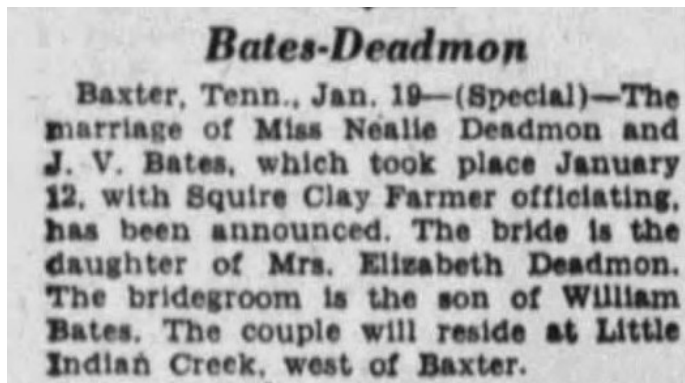 Bates-Deadmon
Baxter, Tenn., Jan. 19—(Special)—The
marriage of Miss Nealie Deadmon and
J. V. Bates, which took place January
12, with Squire Clay Farmer officiating,
has been announced. The bride is the
daughter of Mrs. Elizabeth Deadmon.
The bridegroom is the son of William
Bates. The couple will reside at Little
Indian Creek, west of Baxter.